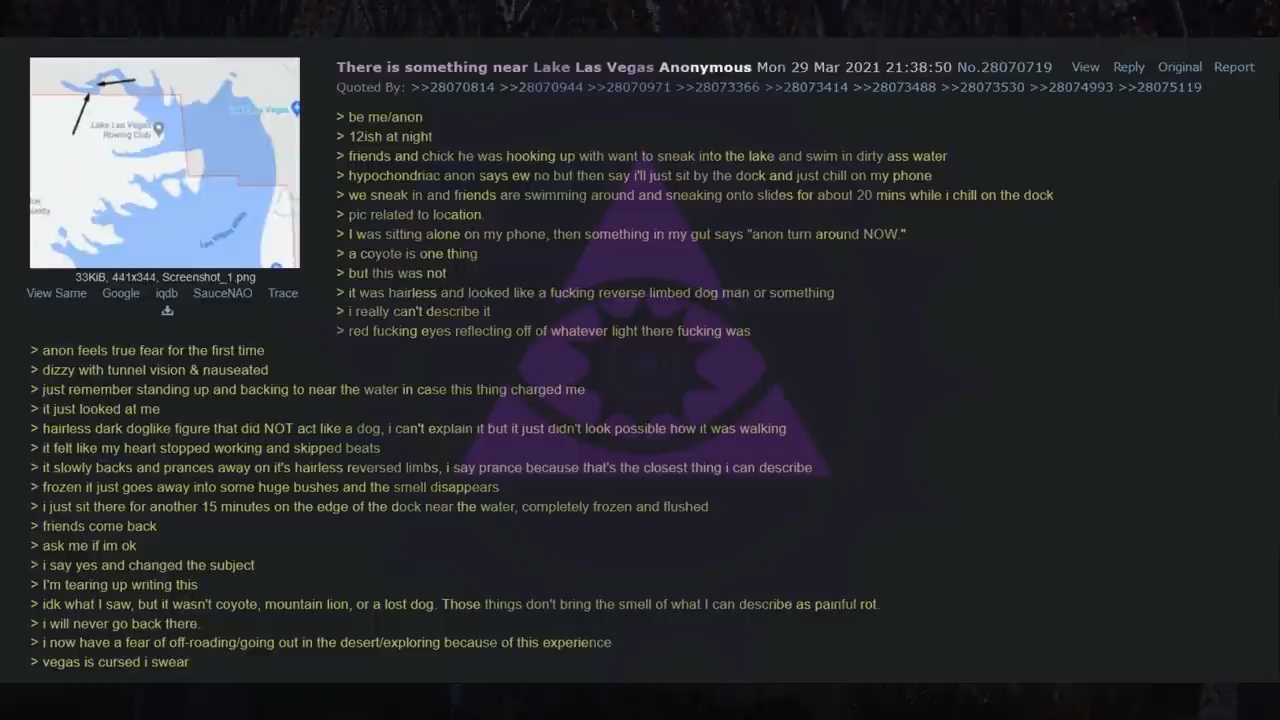 There is something near Lake Las Vegas Anonymous Mon 29 Mar 2021 21:38:50 No.28070719 View Reply Original Report
Quoted By: >>28070814 >>28070944 >>28070971 >>28073366 >>28073414 >>28073488 >>28073530 >>28074993 >>28075119
Lake Las Vegas
Lake Las Vegas
Rowing Club
Las Vegas Wash
33KiB, 441x344, Screenshot_1.png
View Same Google iqdb SauceNAO Trace
> be me/anon
> 12ish at night
> friends and chick he was hooking up with want to sneak into the lake and swim in dirty ass water
> hypochondriac anon says ew no but then say i'll just sit by the dock and just chill on my phone
> we sneak in and friends are swimming around and sneaking onto slides for about 20 mins while i chill on the dock
> pic related to location.
> I was sitting alone on my phone, then something in my gut says "anon turn around NOW."
> a coyote is one thing
> but this was not
> it was hairless and looked like a fucking reverse limbed dog man or something
> i really can't describe it
> red fucking eyes reflecting off of whatever light there fucking was
> anon feels true fear for the first time
> dizzy with tunnel vision & nauseated
> just remember standing up and backing to near the water in case this thing charged me
> it just looked at me
> hairless dark doglike figure that did NOT act like a dog, i can't explain it but it just didn't look possible how it was walking
> it felt like my heart stopped working and skipped beats
> it slowly backs and prances away on it's hairless reversed limbs, i say prance because that's the closest thing i can describe
> frozen it just goes away into some huge bushes and the smell disappears
> i just sit there for another 15 minutes on the edge of the dock near the water, completely frozen and flushed
> friends come back
> ask me if im ok
> i say yes and changed the subject
> I'm tearing up writing this
> idk what I saw, but it wasn't coyote, mountain lion, or a lost dog. Those things don't bring the smell of what I can describe as painful rot.
> i will never go back there.
> i now have a fear of off-roading/going out in the desert/exploring because of this experience
> vegas is cursed i swear